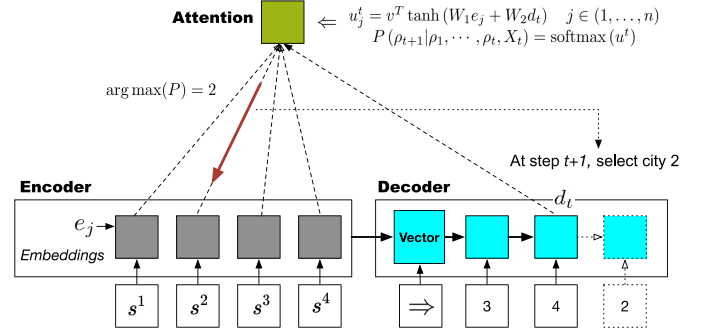 Attention
⇐ u_j^t = v^T tanh (W_1 e_j + W_2 d_t)  j ∈ (1, . . . , n)
P (ρ_{t+1}|ρ_1, · · · , ρ_t, X_t) = softmax (u^t)
arg max(P) = 2
At step t+1, select city 2
Encoder
Decoder
d_t
e_j
Vector
Embeddings
s^1
s^2
s^3
s^4
⇒
3
4
2